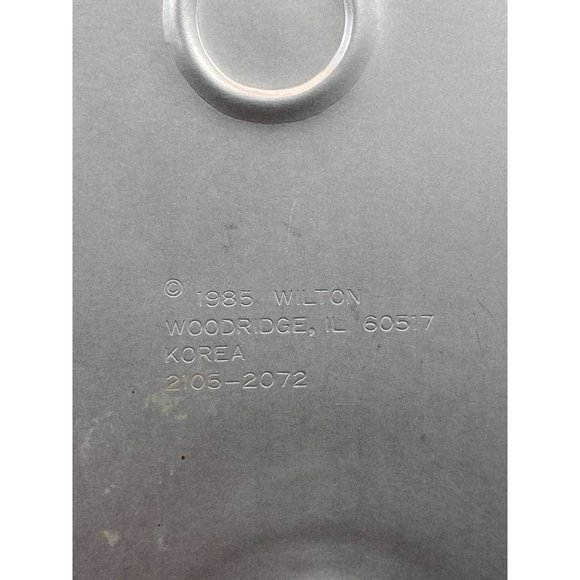 © 1985 WILTON
WOODRIDGE, IL 60517
KOREA
2105-2072